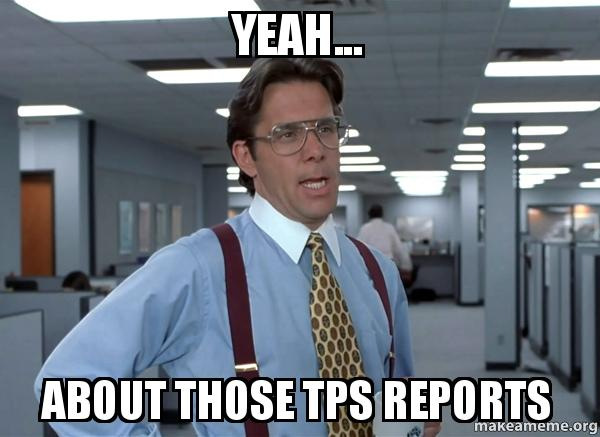 YEAH...
ABOUT THOSE TPS REPORTS
makeameme.org